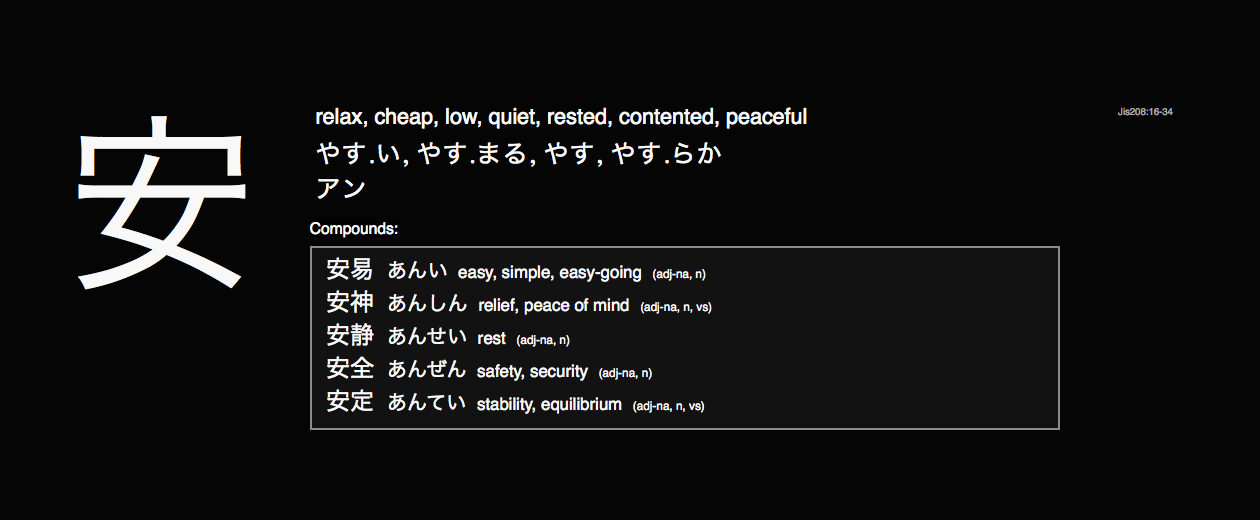 安
relax, cheap, low, quiet, rested, contented, peaceful
Jis208:16-34
やす.い, やす.まる, やす, やす.らか
アン
Compounds:
安易 あんい easy, simple, easy-going (adj-na, n)
安神 あんしん relief, peace of mind (adj-na, n, vs)
安静 あんせい rest (adj-na, n)
安全 あんぜん safety, security (adj-na, n)
安定 あんてい stability, equilibrium (adj-na, n, vs)